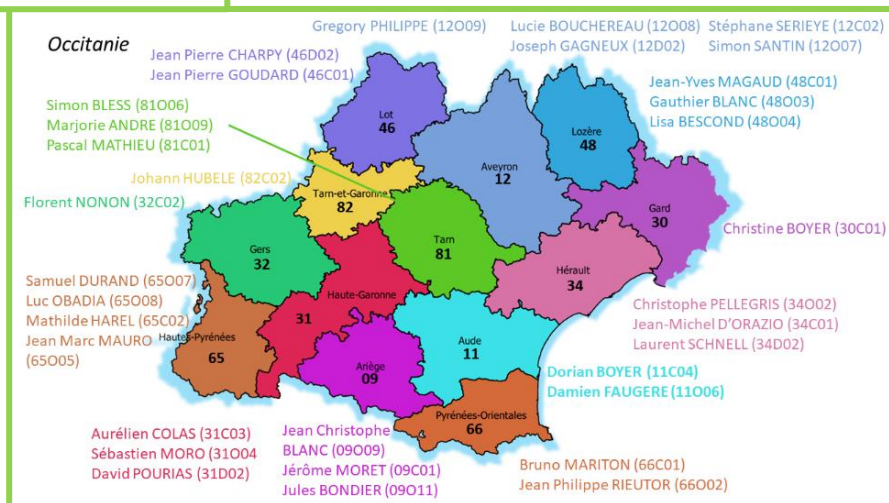 Occitanie
Gregory PHILIPPE (12O09)
Lucie BOUCHEREAU (12O08)
Joseph GAGNEUX (12D02)
Stéphane SERIEYE (12C02)
Simon SANTIN (12O07)
Jean Pierre CHARPY (46D02)
Jean Pierre GOUDARD (46C01)
Simon BLESS (81O06)
Marjorie ANDRE (81O09)
Pascal MATHIEU (81C01)
Jean-Yves MAGAUD (48C01)
Gauthier BLANC (48O03)
Lisa BESCOND (48O04)
Lot
46
Lozère
48
Aveyron
12
Johann HUBELE (82C02)
Tarn-et-Garonne
82
Florent NONON (32C02)
Gard
30
Christine BOYER (30C01)
Gers
32
Tarn
81
Hérault
34
Samuel DURAND (65O07)
Luc OBADIA (65O08)
Mathilde HAREL (65C02)
Jean Marc MAURO
(65O05)
Haute-Garonne
31
Christophe PELLEGRIS (34O02)
Jean-Michel D'ORAZIO (34C01)
Laurent SCHNELL (34D02)
Hautes-Pyrénées
65
Ariège
09
Aude
11
Dorian BOYER (11C04)
Damien FAUGERE (11O06)
Pyrénées-Orientales
66
Aurélien COLAS (31C03)
Sébastien MORO (31O04
David POURIAS (31D02)
Jean Christophe
BLANC (09O09)
Jérôme MORET (09C01)
Jules BONDIER (09O11)
Bruno MARITON (66C01)
Jean Philippe RIEUTOR (66O02)